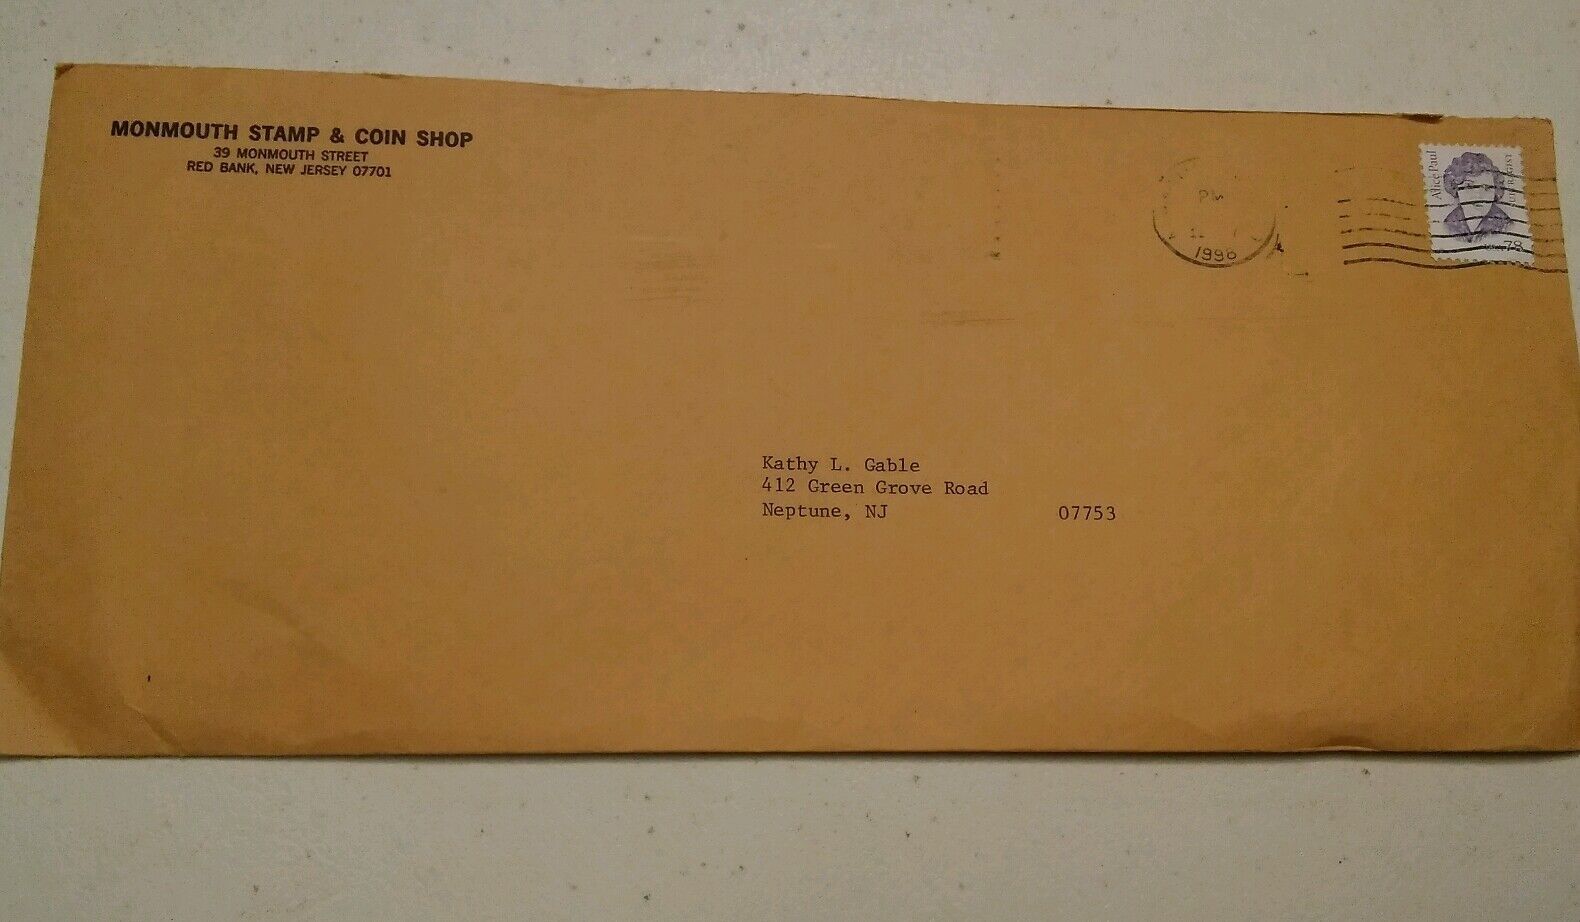 MONMOUTH STAMP & COIN SHOP
39 MONMOUTH STREET
RED BANK, NEW JERSEY 07701
PM
1998
Alice Paul
78
Kathy L. Gable
412 Green Grove Road
Neptune, NJ 07753